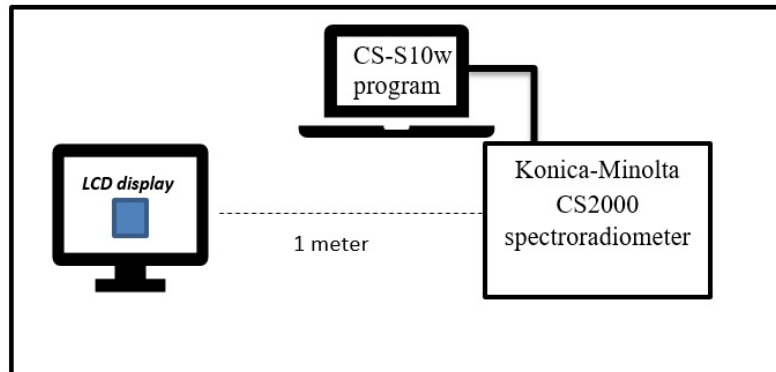 CS-S10w
program
LCD display
1 meter
Konica-Minolta
CS2000
spectroradiometer